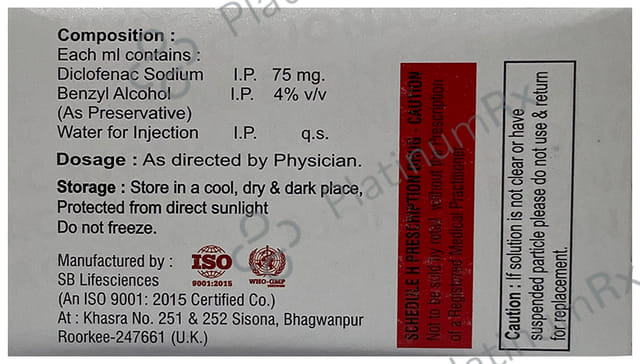 Composition :
Each ml contains :
Diclofenac Sodium I.P. 75 mg.
Benzyl Alcohol I.P. 4% v/v
(As Preservative)
Water for Injection I.P. q.s.
Dosage : As directed by Physician.
Storage : Store in a cool, dry & dark place,
Protected from direct sunlight
Do not freeze.
Manufactured by :
SB Lifesciences
(An ISO 9001: 2015 Certified Co.)
At : Khasra No. 251 & 252 Sisona, Bhagwanpur
Roorkee-247661 (U.K.)
ISO
9001:2015
WHO-GMP
SCHEDULE H PRESCRIPTION DRUG - CAUTION
Not to be sold by retail without the prescription
of a Registered Medical Practitioner
Caution : If solution is not clear or have
suspended particle please do not use & return
for replacement.
PlatinumRx
PlatinumRx